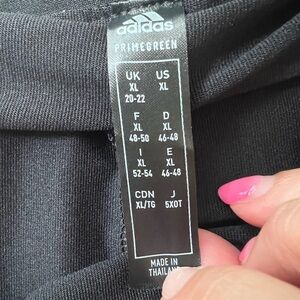 adidas
PRIMEGREEN
UK US
XL XL
20-22
F D
XL XL
48-50 46-48
I E
XL XL
52-54 46-48
CDN J
XL/TG 5XOT
MADE IN
THAILAND